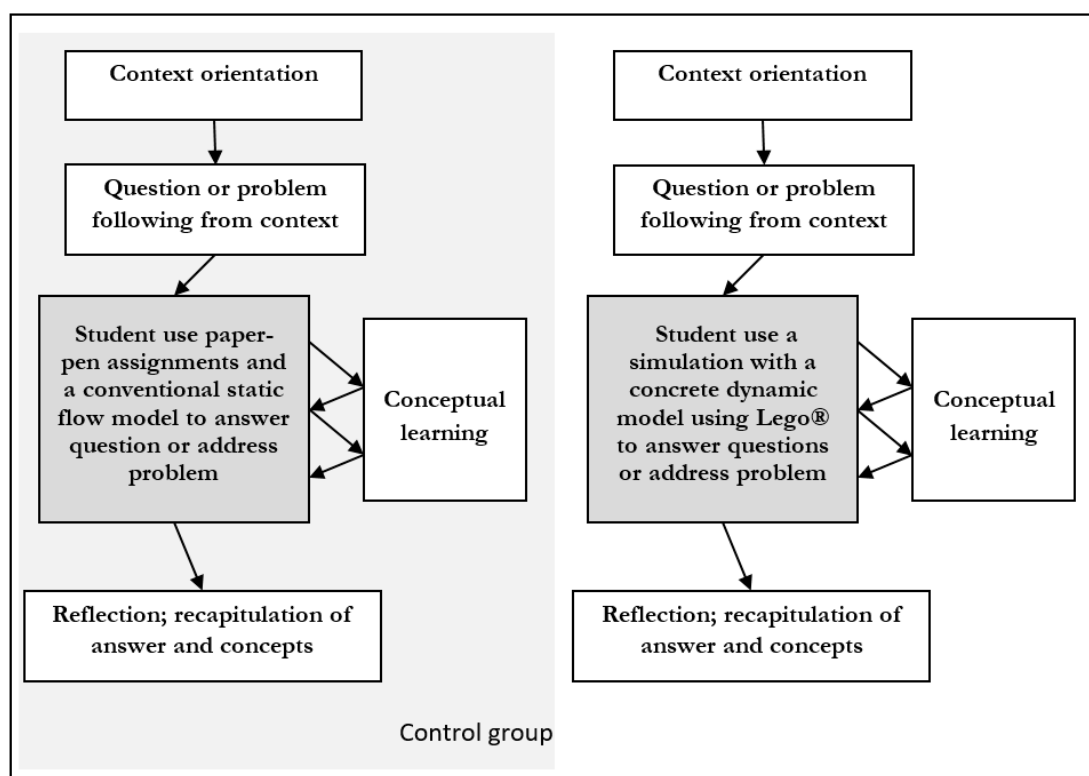 Context orientation
Question or problem
following from context
Student use paper-
pen assignments and
a conventional static
flow model to answer
question or address
problem
Conceptual
learning
Reflection; recapitulation of
answer and concepts
Control group
Context orientation
Question or problem
following from context
Student use a
simulation with a
concrete dynamic
model using Lego®
to answer questions
or address problem
Conceptual
learning
Reflection; recapitulation of
answer and concepts